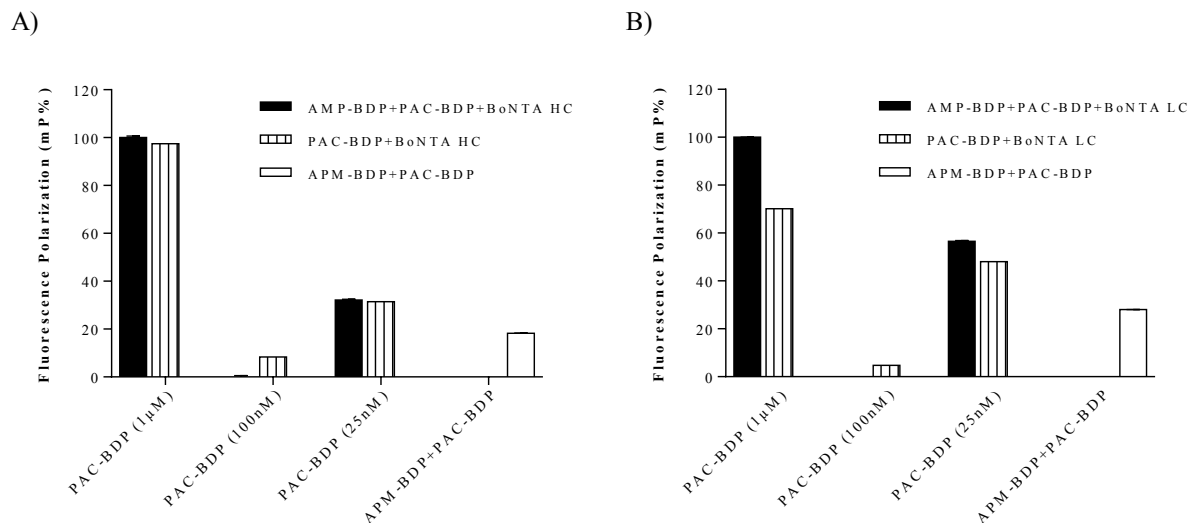 A)
Fluorescence Polarization (mP%)
120
100
80
60
40
20
0
AMP-BDP+PAC-BDP+BoNTA HC
PAC-BDP+BoNTA HC
APM-BDP+PAC-BDP
PAC-BDP (1µM)
PAC-BDP (100nM)
PAC-BDP (25nM)
APM-BDP+PAC-BDP
B)
Fluorescence Polarization (mP%)
120
100
80
60
40
20
0
AMP-BDP+PAC-BDP+BoNTA LC
PAC-BDP+BoNTA LC
APM-BDP+PAC-BDP
PAC-BDP (1µM)
PAC-BDP (100nM)
PAC-BDP (25nM)
APM-BDP+PAC-BDP